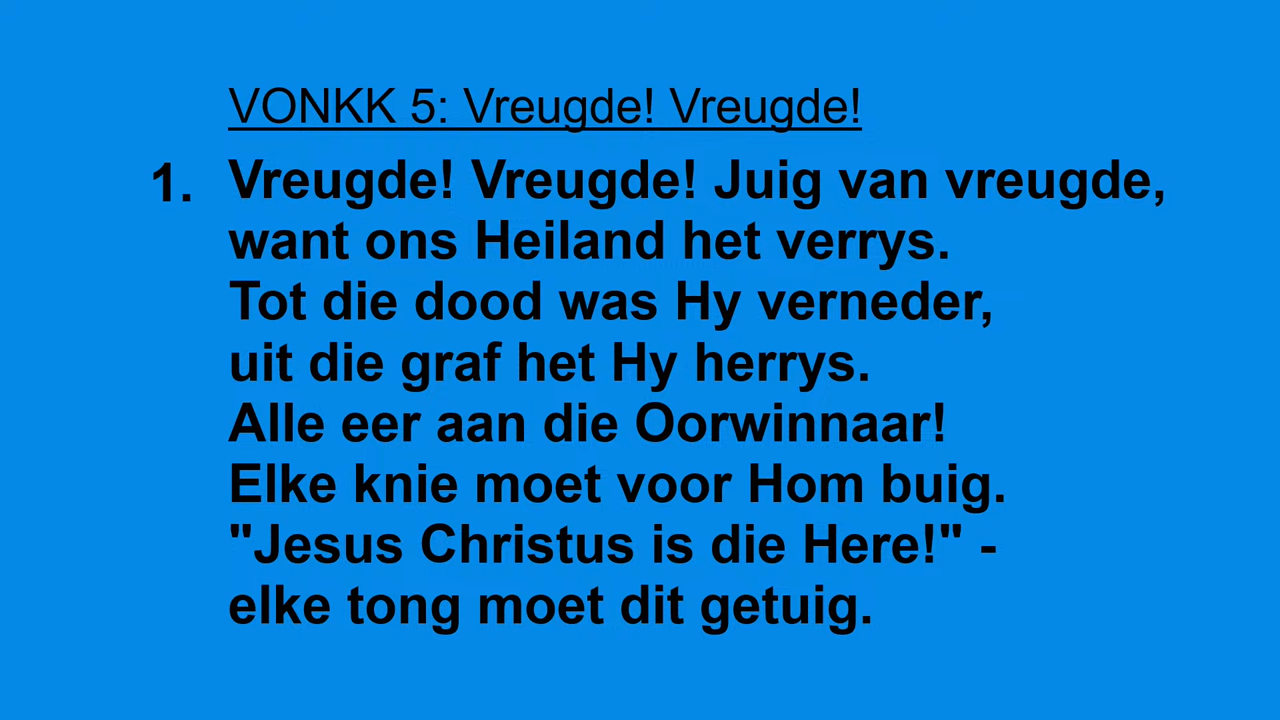 VONKK 5: Vreugde! Vreugde!
1. Vreugde! Vreugde! Juig van vreugde,
want ons Heiland het verrys.
Tot die dood was Hy verneder,
uit die graf het Hy herrys.
Alle eer aan die Oorwinnaar!
Elke knie moet voor Hom buig.
"Jesus Christus is die Here!" -
elke tong moet dit getuig.